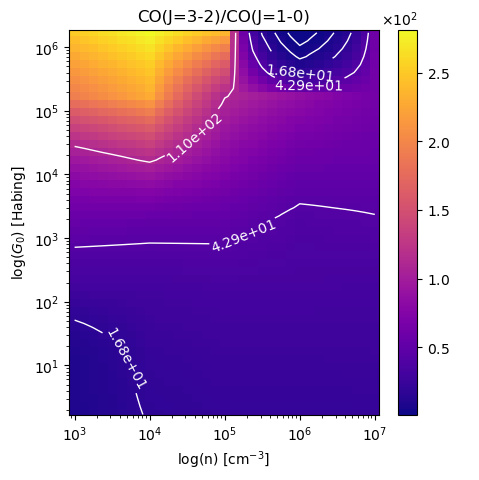 CO(J=3-2)/CO(J=1-0)
×10²
10⁶
10⁵
10⁴
10³
10²
10¹
log(G₀) [Habing]
1.68e+01
4.29e+01
1.10e+02
4.29e+01
1.68e+01
10³ 10⁴ 10⁵ 10⁶ 10⁷
log(n) [cm⁻³]
2.5
2.0
1.5
1.0
0.5